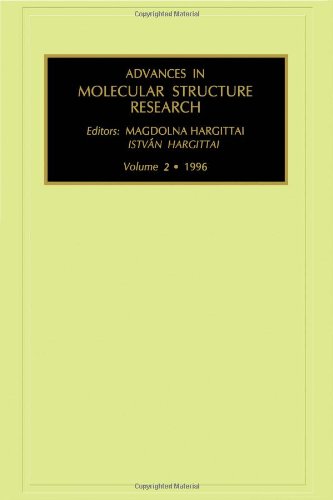 ADVANCES IN
MOLECULAR STRUCTURE
RESEARCH
Editors: MAGDOLNA HARGITTAI
ISTVÁN HARGITTAI
Volume 2 • 1996